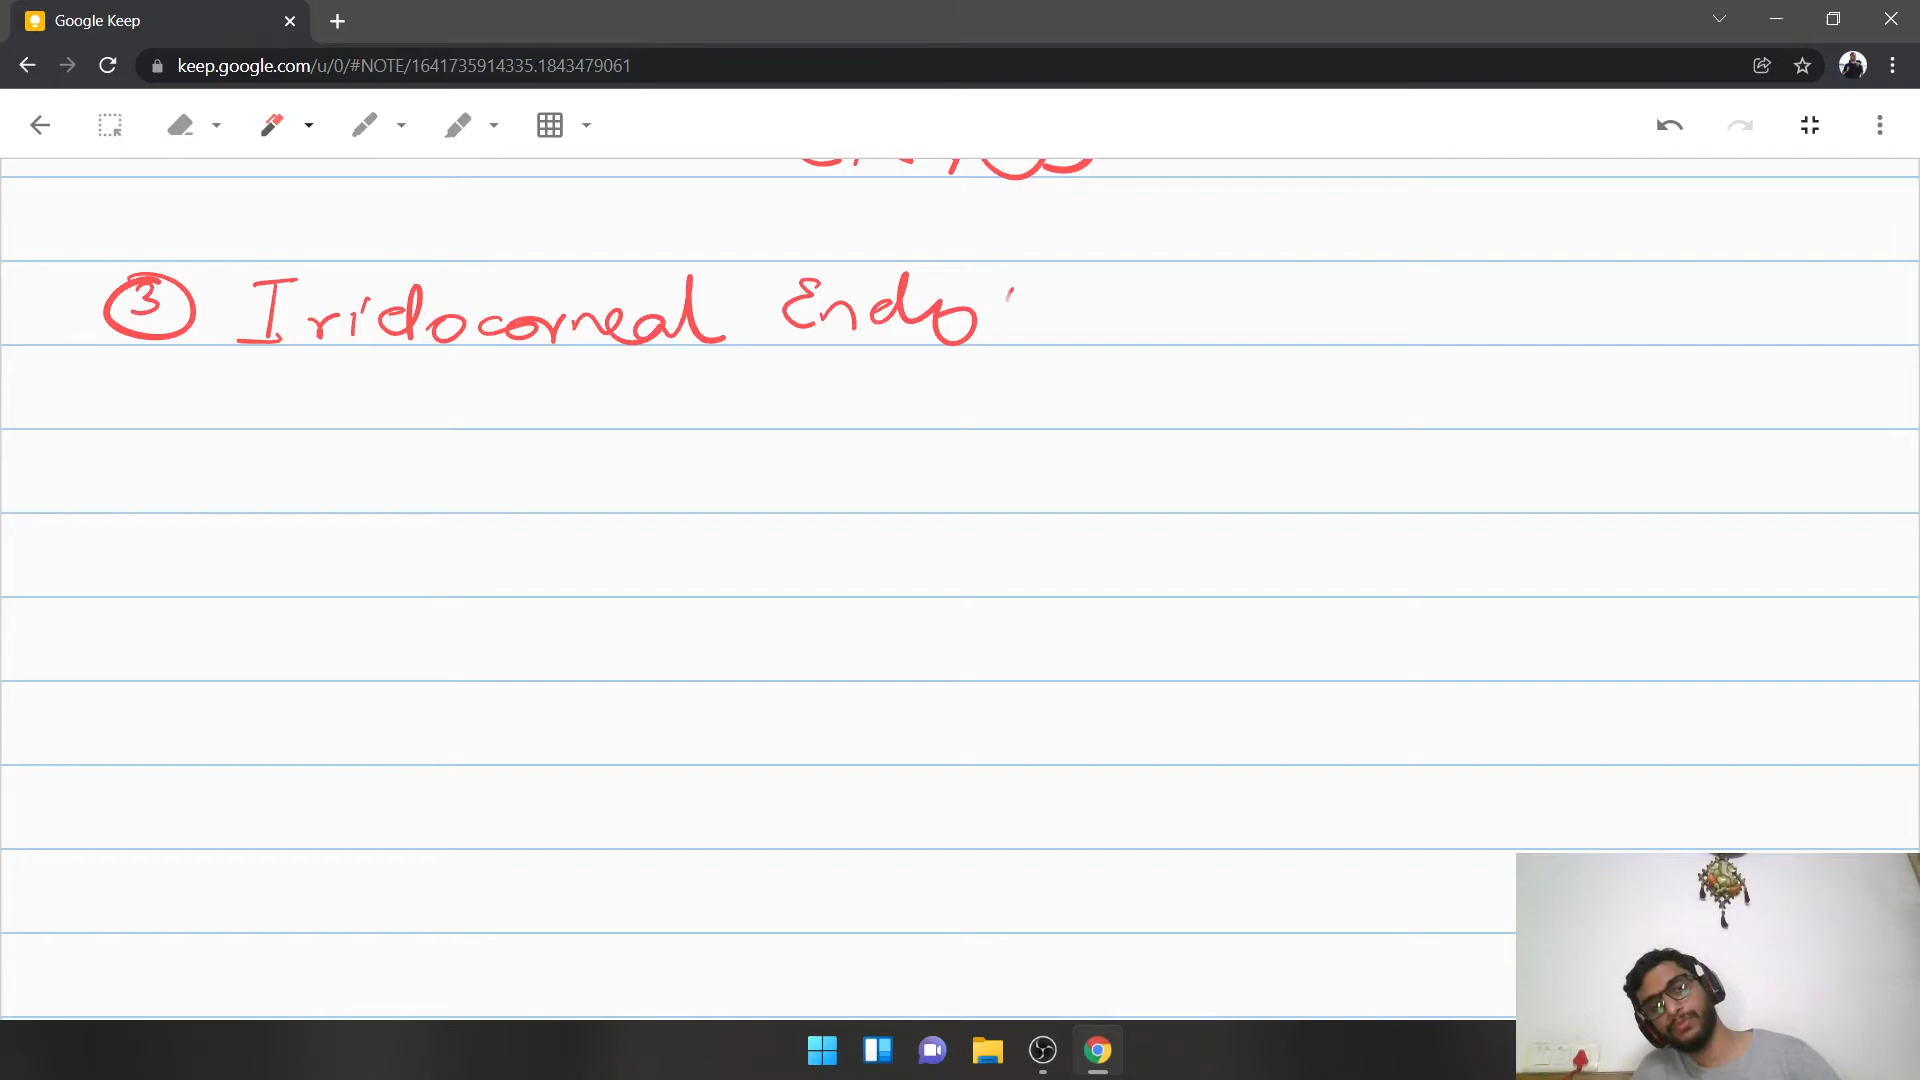 Google Keep
keep.google.com/u/0/#NOTE/1641735914335.1843479061
3 Iridocorneal Endo